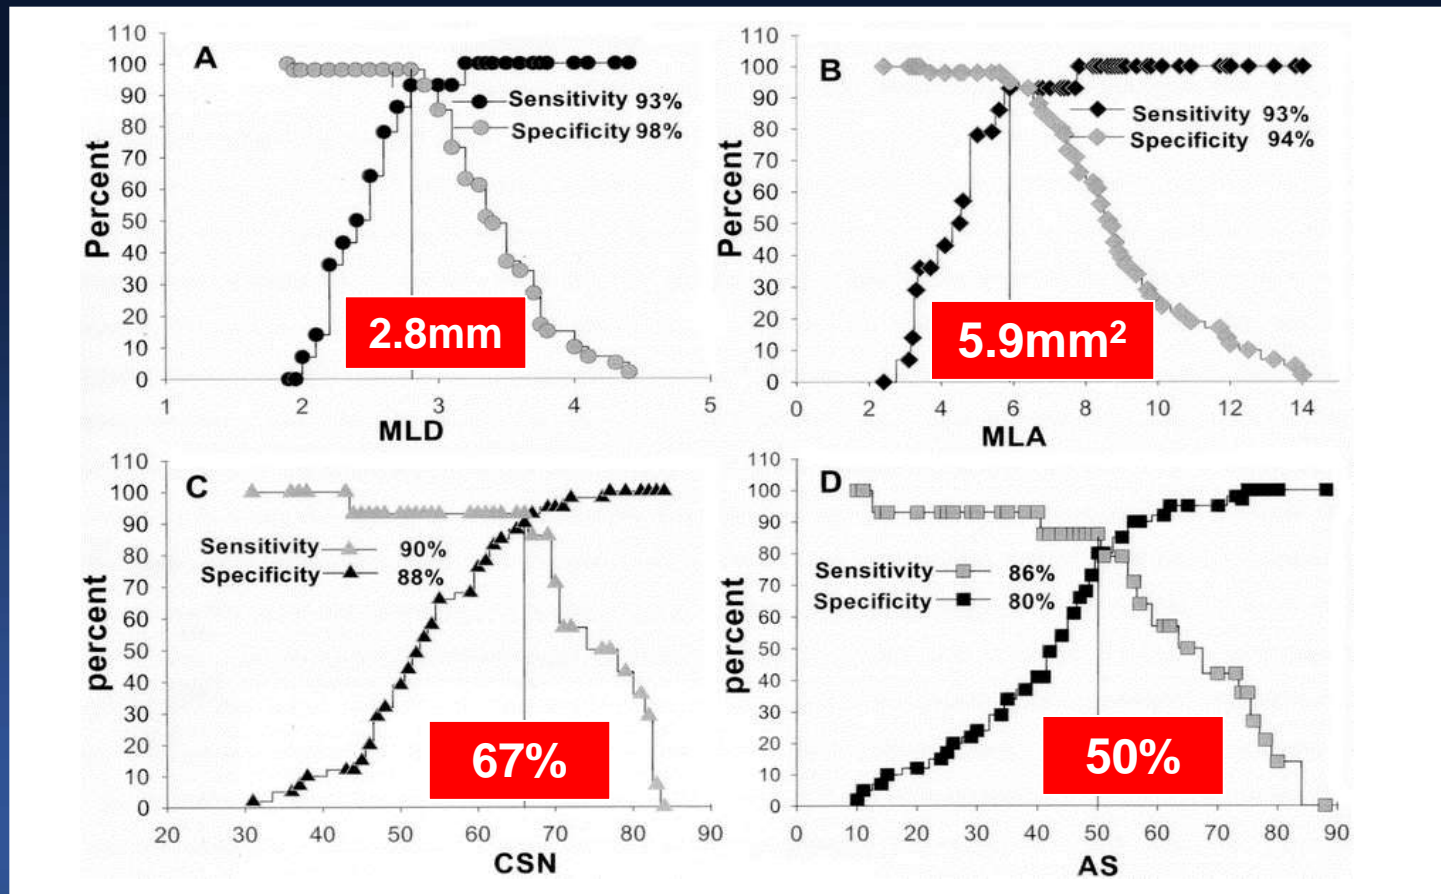 A
110
100
90
80
70
60
50
40
30
20
10
0
Percent
Sensitivity 93%
Specificity 98%
2.8mm
1 2 3 4 5
MLD
B
110
100
90
80
70
60
50
40
30
20
10
0
Percent
Sensitivity 93%
Specificity 94%
5.9mm²
0 2 4 6 8 10 12 14
MLA
C
110
100
90
80
70
60
50
40
30
20
10
0
percent
Sensitivity 90%
Specificity 88%
67%
20 30 40 50 60 70 80 90
CSN
D
110
100
90
80
70
60
50
40
30
20
10
0
percent
Sensitivity 86%
Specificity 80%
50%
0 10 20 30 40 50 60 70 80 90
AS